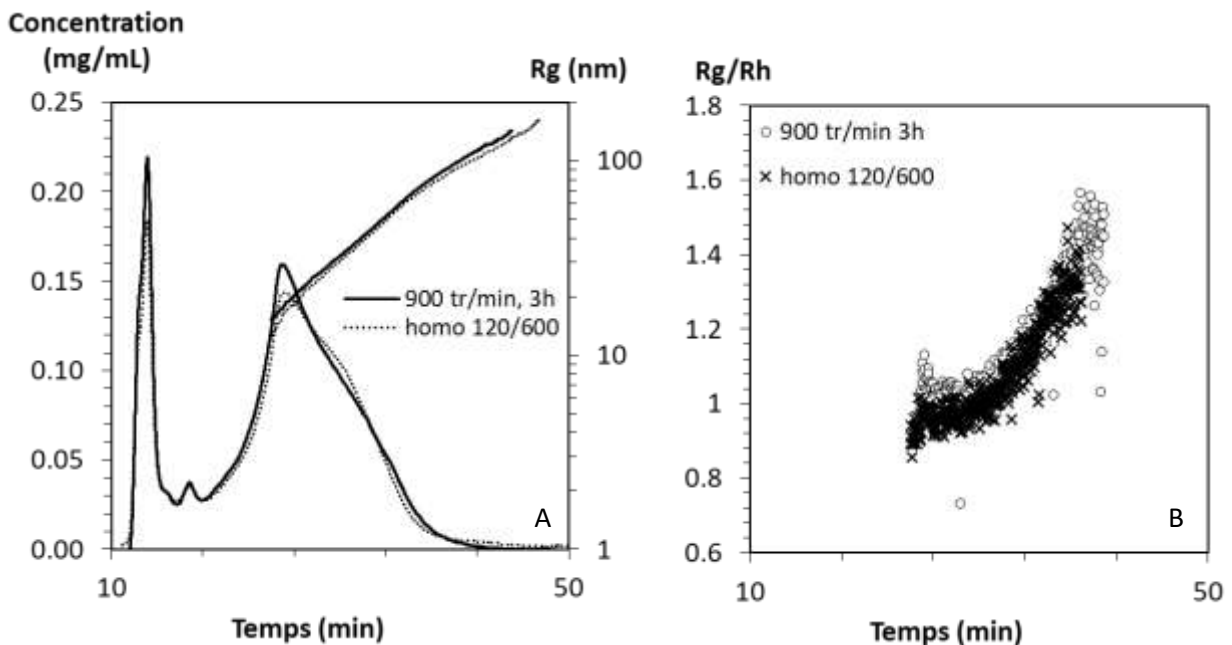 Concentration
(mg/mL)
Rg (nm)
0.25
0.20
0.15
0.10
0.05
0.00
100
10
1
900 tr/min, 3h
homo 120/600
A
10
50
Temps (min)
Rg/Rh
1.8
1.6
1.4
1.2
1
0.8
0.6
900 tr/min 3h
homo 120/600
B
10
50
Temps (min)